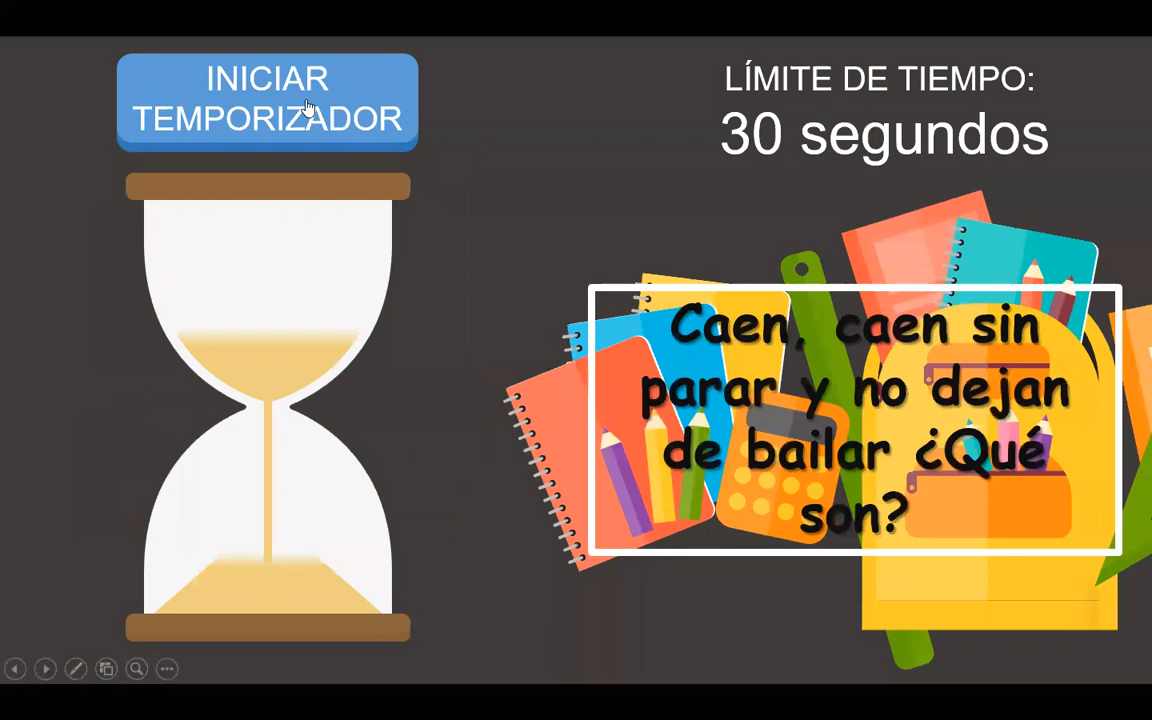 INICIAR
TEMPORIZADOR
LÍMITE DE TIEMPO:
30 segundos
Caen, caen sin
parar y no dejan
de bailar ¿Qué
son?